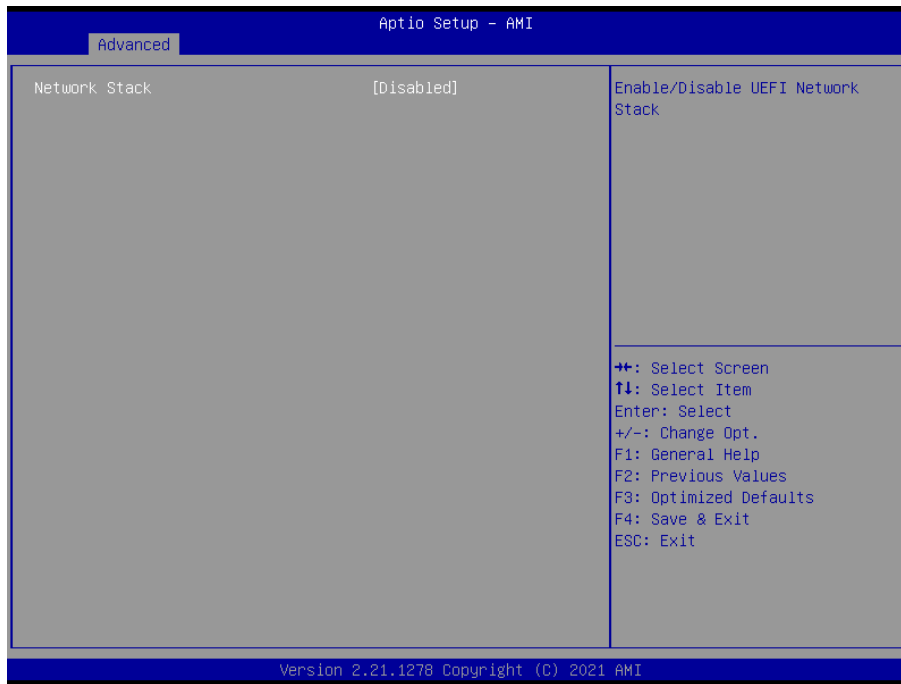 Aptio Setup – AMI
Advanced
Network Stack [Disabled]
Enable/Disable UEFI Network
Stack
→←: Select Screen
↑↓: Select Item
Enter: Select
+/-: Change Opt.
F1: General Help
F2: Previous Values
F3: Optimized Defaults
F4: Save & Exit
ESC: Exit
Version 2.21.1278 Copyright (C) 2021 AMI